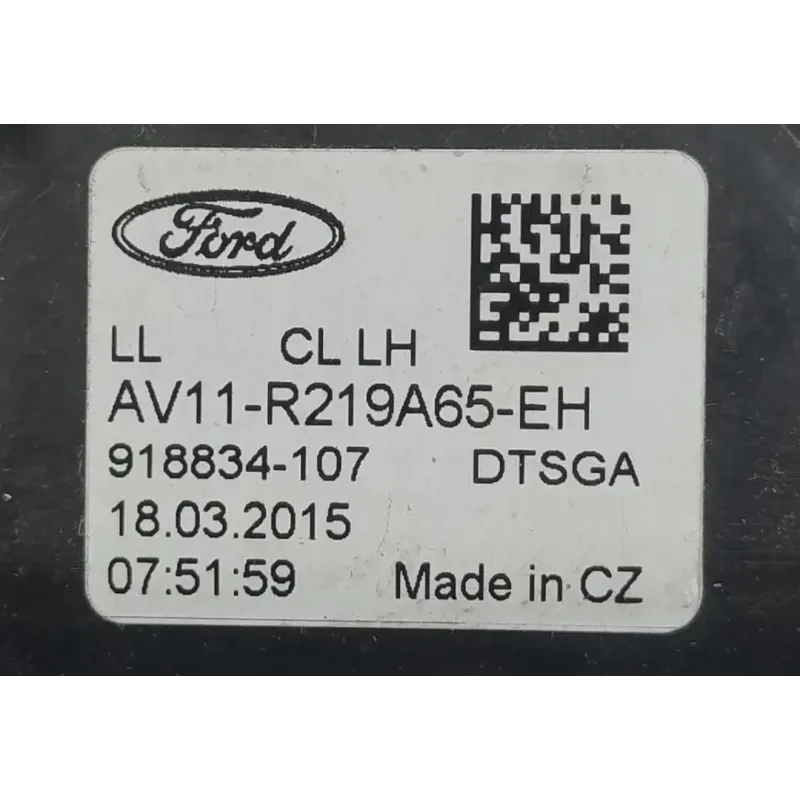 Ford
LL CL LH
AV11-R219A65-EH
918834-107 DTSGA
18.03.2015
07:51:59 Made in CZ